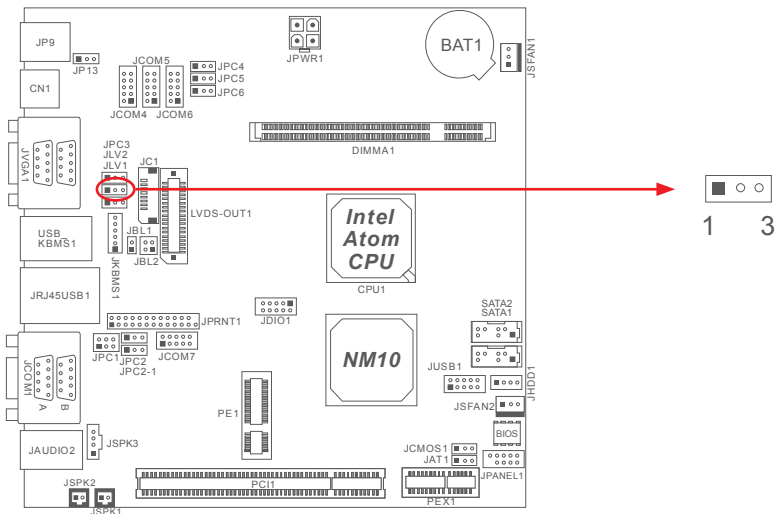 JP9
JP13
CN1
JCOM5
JCOM4
JCOM6
JPC4
JPC5
JPC6
JPWR1
BAT1
JSFAN1
DIMMA1
JVGA1
JPC3
JLV2
JLV1
JC1
LVDS-OUT1
1 3
USB_
KBMS1
JKBMS1
JBL1
JBL2
Intel
Atom
CPU
CPU1
JRJ45USB1
JPRNT1
JDIO1
SATA2
SATA1
JPC1
JPC2
JPC2-1
JCOM7
NM10
JUSB1
JHDD1
JCOM1
A
B
PE1
JSFAN2
BIOS
JAUDIO2
JSPK3
JCMOS1
JAT1
JPANEL1
JSPK2
JSPK1
PCI1
PEX1